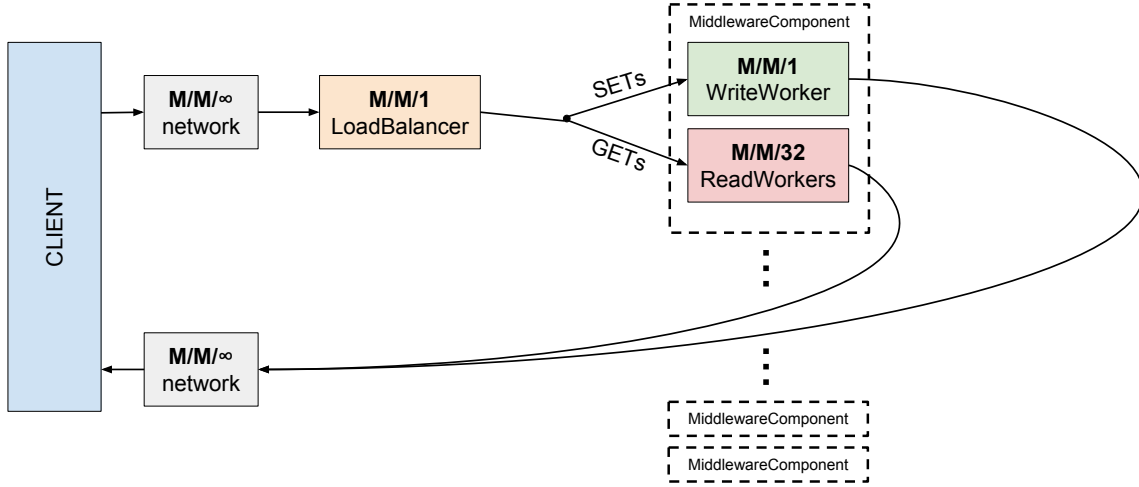 MiddlewareComponent
M/M/1
WriteWorker
SETs
M/M/∞
network
M/M/1
LoadBalancer
GETs
M/M/32
ReadWorkers
CLIENT
M/M/∞
network
MiddlewareComponent
MiddlewareComponent